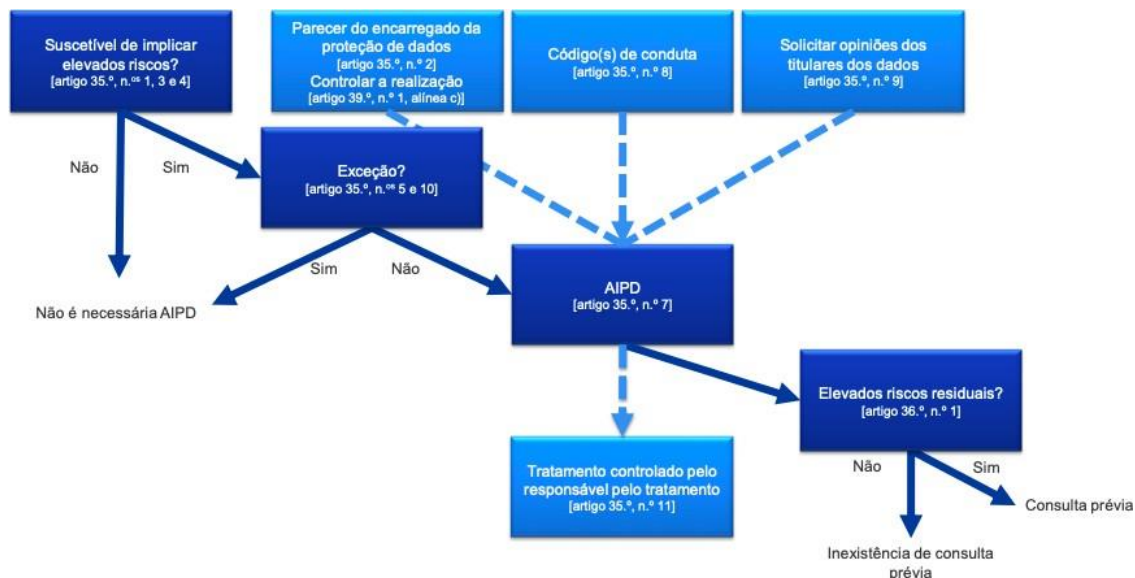 Suscetível de implicar
elevados riscos?
[artigo 35.º, n.ºs 1, 3 e 4]
Parecer do encarregado da
proteção de dados
[artigo 35.º, n.º 2]
Controlar a realização
[artigo 39.º, n.º 1, alínea c)]
Código(s) de conduta
[artigo 35.º, n.º 8]
Solicitar opiniões dos
titulares dos dados
[artigo 35.º, n.º 9]
Não
Sim
Exceção?
[artigo 35.º, n.ºs 5 e 10]
Sim
Não
Não é necessária AIPD
AIPD
[artigo 35.º, n.º 7]
Elevados riscos residuais?
[artigo 36.º, n.º 1]
Não
Sim
Tratamento controlado pelo
responsável pelo tratamento
[artigo 35.º, n.º 11]
Consulta prévia
Inexistência de consulta
prévia